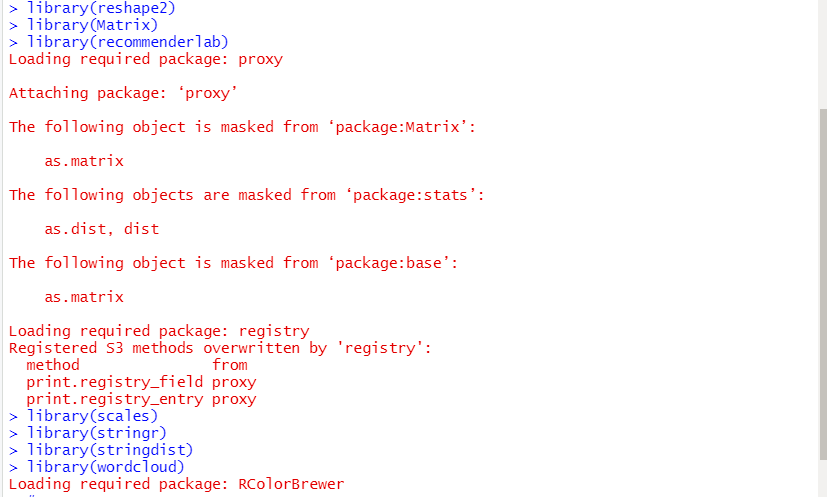 > library(reshape2)
> library(Matrix)
> library(recommenderlab)
Loading required package: proxy
Attaching package: ‘proxy’
The following object is masked from ‘package:Matrix’:
    as.matrix
The following objects are masked from ‘package:stats’:
    as.dist, dist
The following object is masked from ‘package:base’:
    as.matrix
Loading required package: registry
Registered S3 methods overwritten by 'registry':
  method               from
  print.registry_field proxy
  print.registry_entry proxy
> library(scales)
> library(stringr)
> library(stringdist)
> library(wordcloud)
Loading required package: RColorBrewer